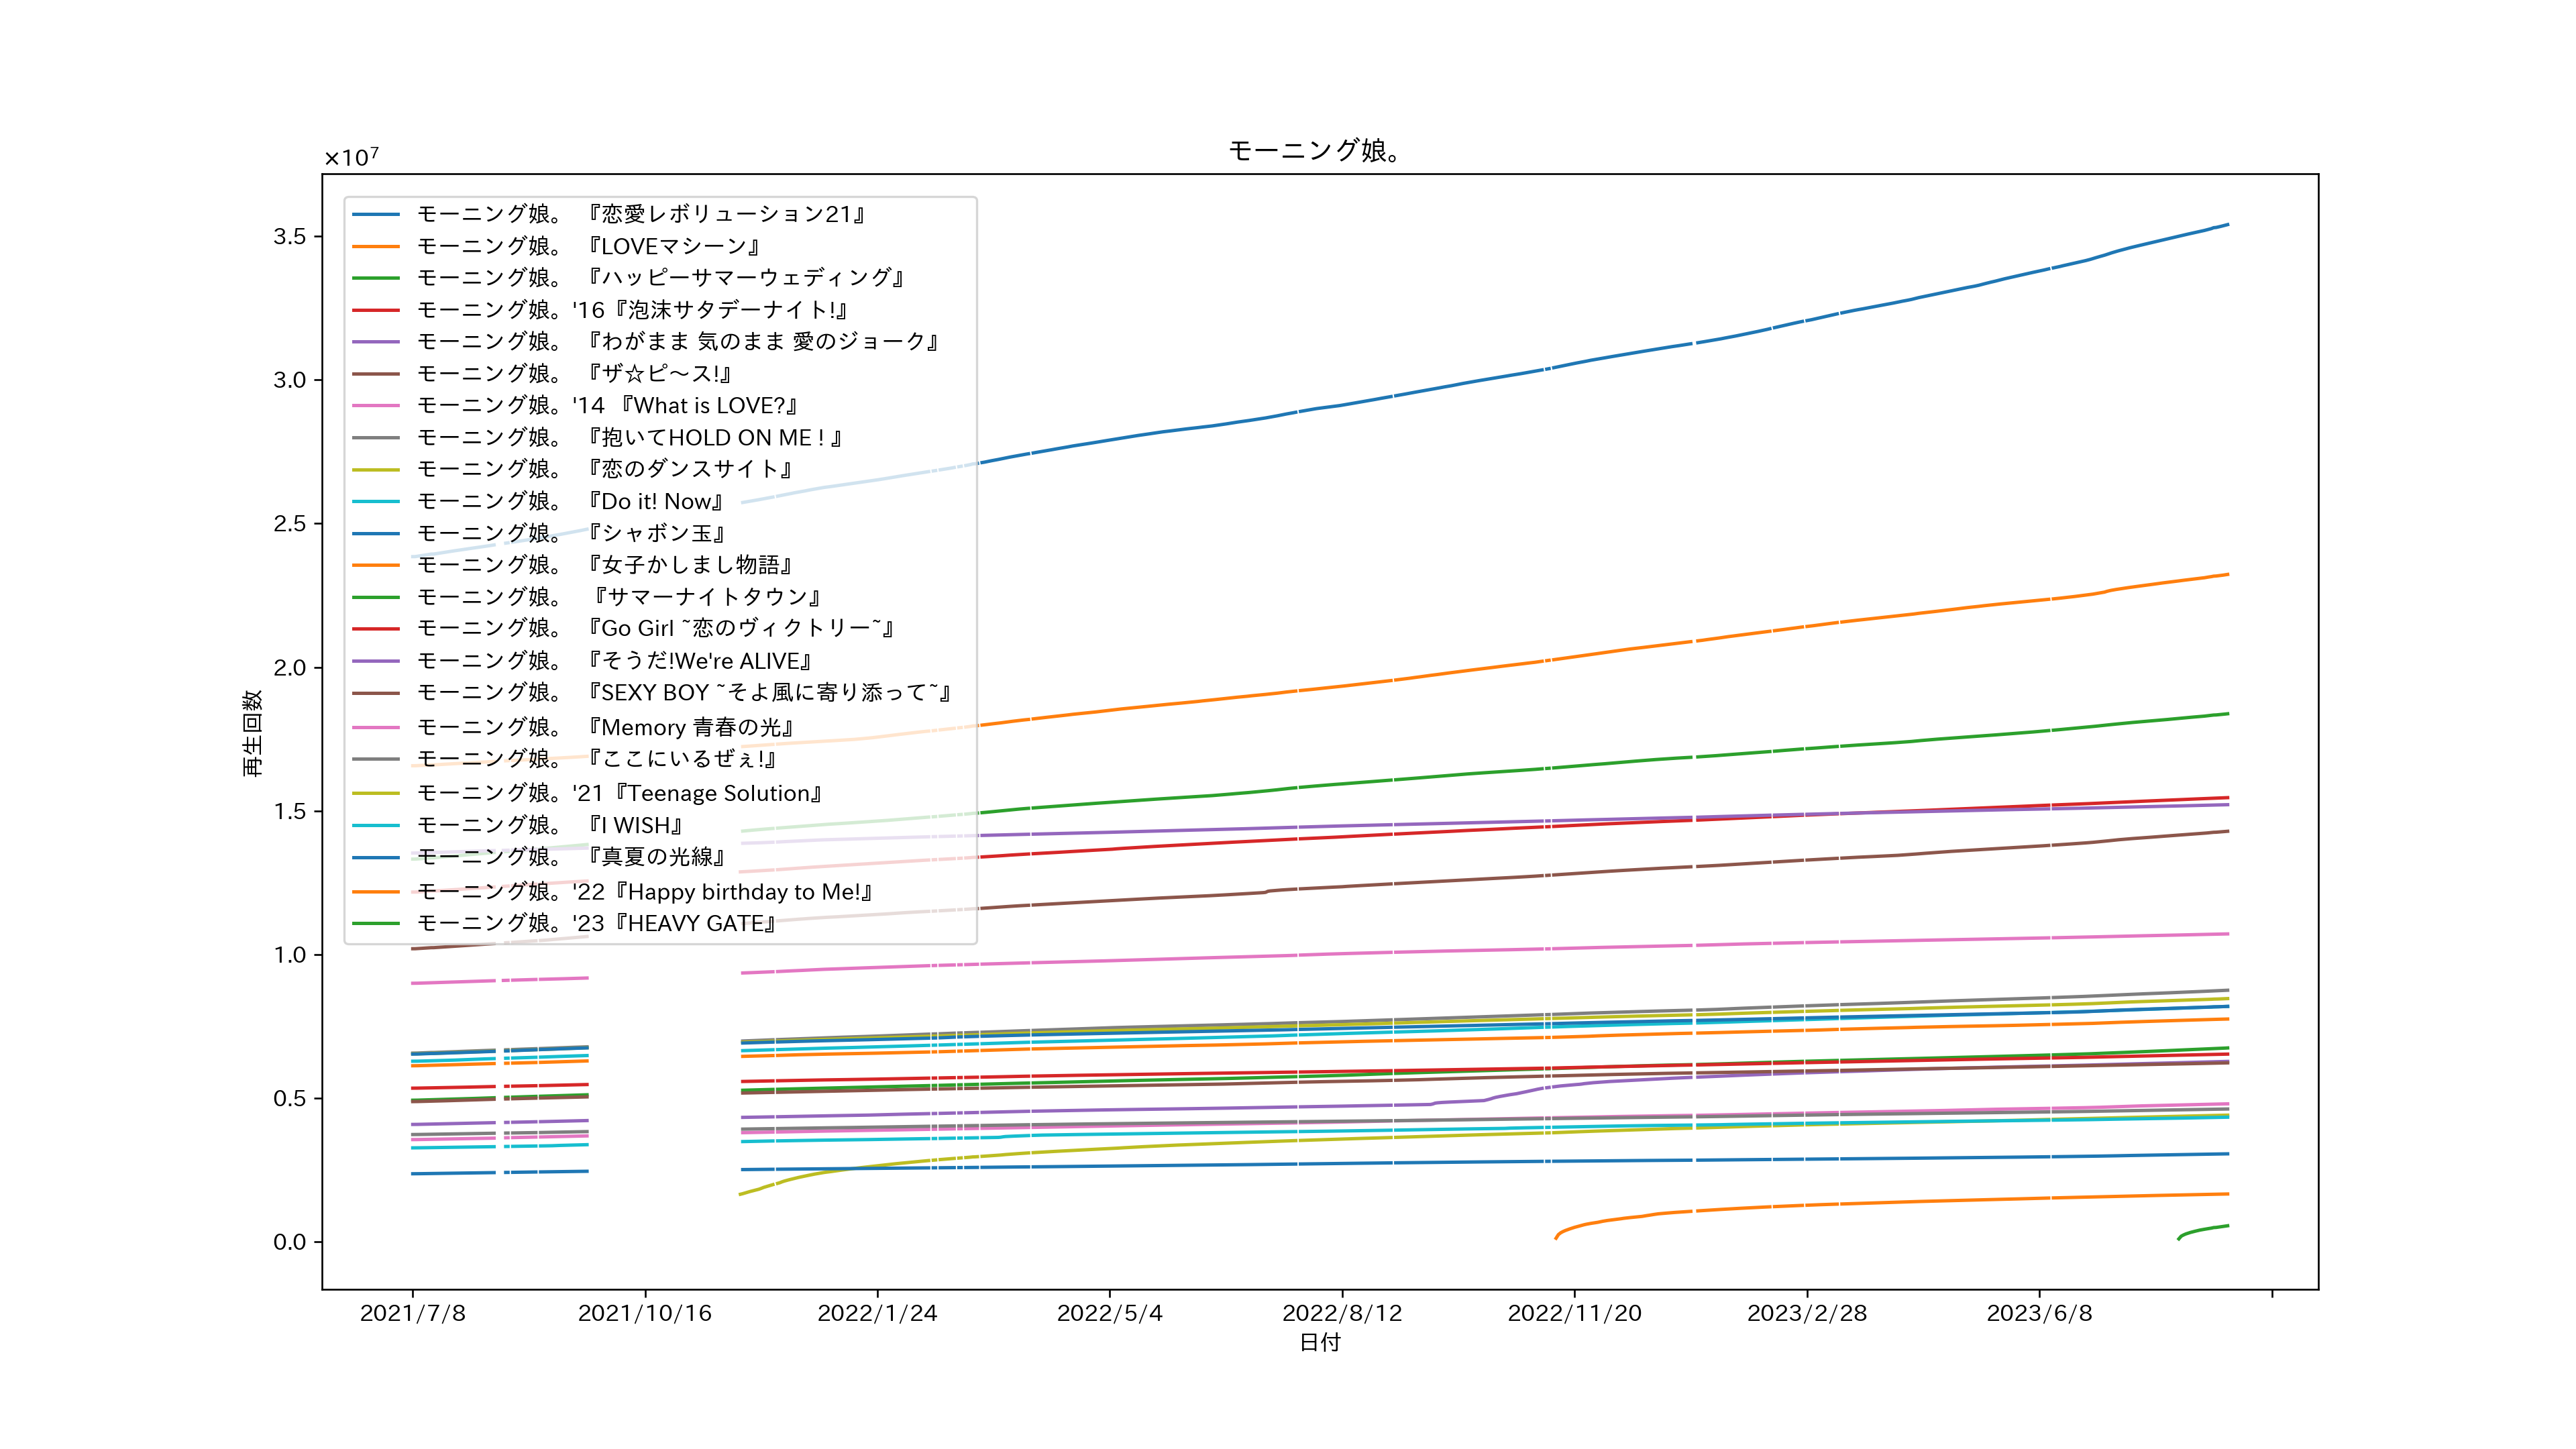 モーニング娘。
×10⁷
3.5
3.0
2.5
2.0
1.5
1.0
0.5
0.0
再生回数
モーニング娘。 『恋愛レボリューション21』
モーニング娘。 『LOVEマシーン』
モーニング娘。 『ハッピーサマーウェディング』
モーニング娘。'16『泡沫サタデーナイト!』
モーニング娘。 『わがまま 気のまま 愛のジョーク』
モーニング娘。 『ザ☆ピ〜ス!』
モーニング娘。'14 『What is LOVE?』
モーニング娘。 『抱いてHOLD ON ME ! 』
モーニング娘。 『恋のダンスサイト』
モーニング娘。 『Do it! Now』
モーニング娘。 『シャボン玉』
モーニング娘。 『女子かしまし物語』
モーニング娘。 『サマーナイトタウン』
モーニング娘。 『Go Girl ~恋のヴィクトリー~』
モーニング娘。 『そうだ!We're ALIVE』
モーニング娘。 『SEXY BOY ~そよ風に寄り添って~』
モーニング娘。 『Memory 青春の光』
モーニング娘。 『ここにいるぜぇ!』
モーニング娘。'21『Teenage Solution』
モーニング娘。 『I WISH』
モーニング娘。 『真夏の光線』
モーニング娘。'22『Happy birthday to Me!』
モーニング娘。'23『HEAVY GATE』
2021/7/8 2021/10/16 2022/1/24 2022/5/4 2022/8/12 2022/11/20 2023/2/28 2023/6/8
日付